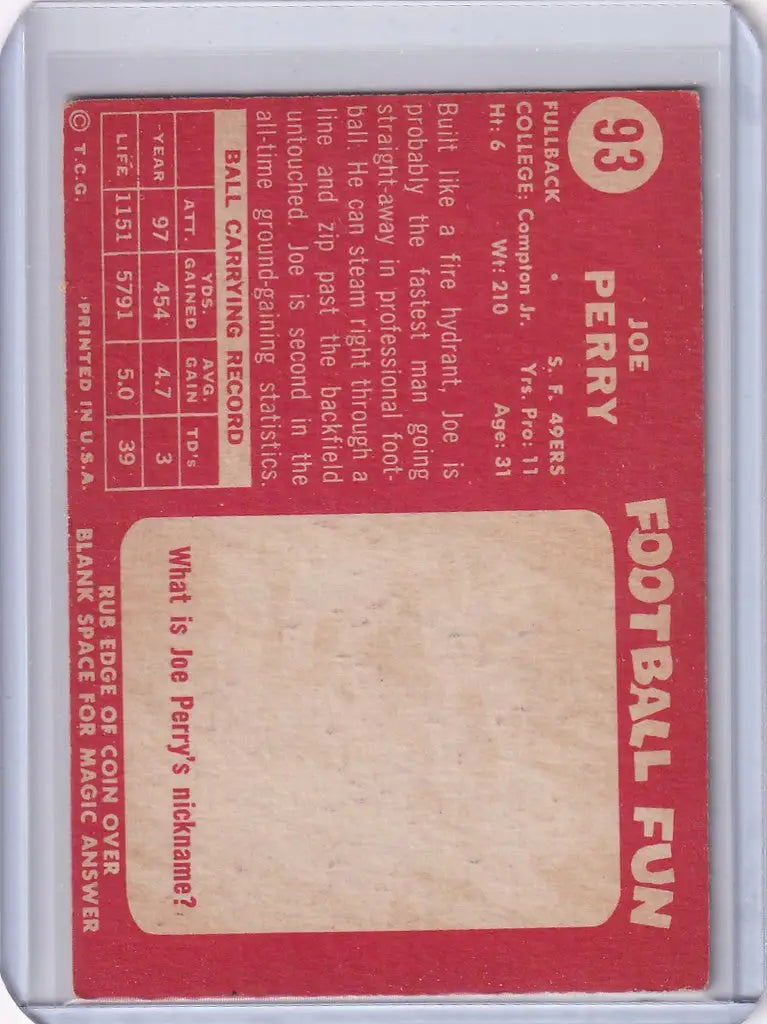 93
JOE
PERRY
FULLBACK S. F. 49ERS
COLLEGE: Compton Jr. Yrs. Pro: 11
Ht: 6 Wt: 210 Age: 31
Built like a fire hydrant, Joe is
probably the fastest man going
straight-away in professional foot-
ball. He can steam right through a
line and zip past the backfield
untouched. Joe is second in the
all-time ground-gaining statistics.
BALL CARRYING RECORD
ATT. YDS. GAINED AVG. GAIN TD's
YEAR 97 454 4.7 3
LIFE 1151 5791 5.0 39
© T.C.G. PRINTED IN U.S.A.
FOOTBALL FUN
What is Joe Perry's nickname?
RUB EDGE OF COIN OVER
BLANK SPACE FOR MAGIC ANSWER